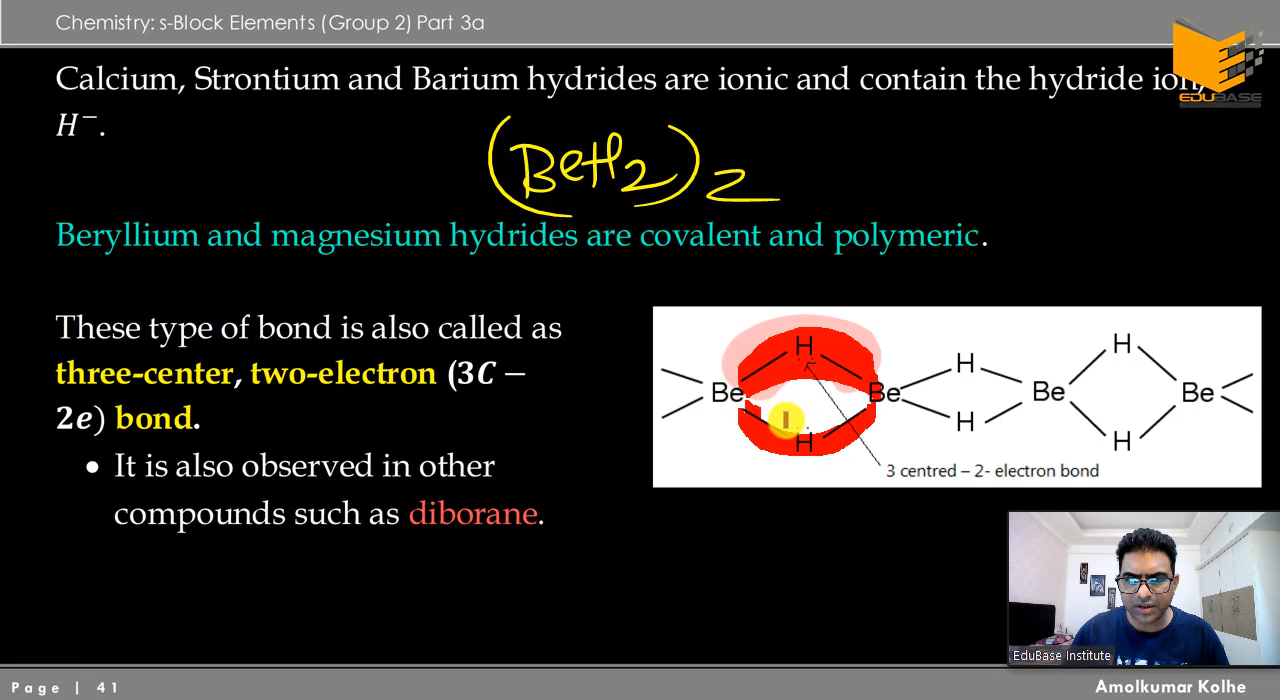 Chemistry: s-Block Elements (Group 2) Part 3a
EDUBASE
Calcium, Strontium and Barium hydrides are ionic and contain the hydride ion,
H⁻.
(BeH₂)₂
Beryllium and magnesium hydrides are covalent and polymeric.
These type of bond is also called as
three-center, two-electron (3C −
2e) bond.
• It is also observed in other
compounds such as diborane.
H H H
Be Be Be Be
H H H
3 centred – 2- electron bond
EduBase Institute
Page | 41
Amolkumar Kolhe